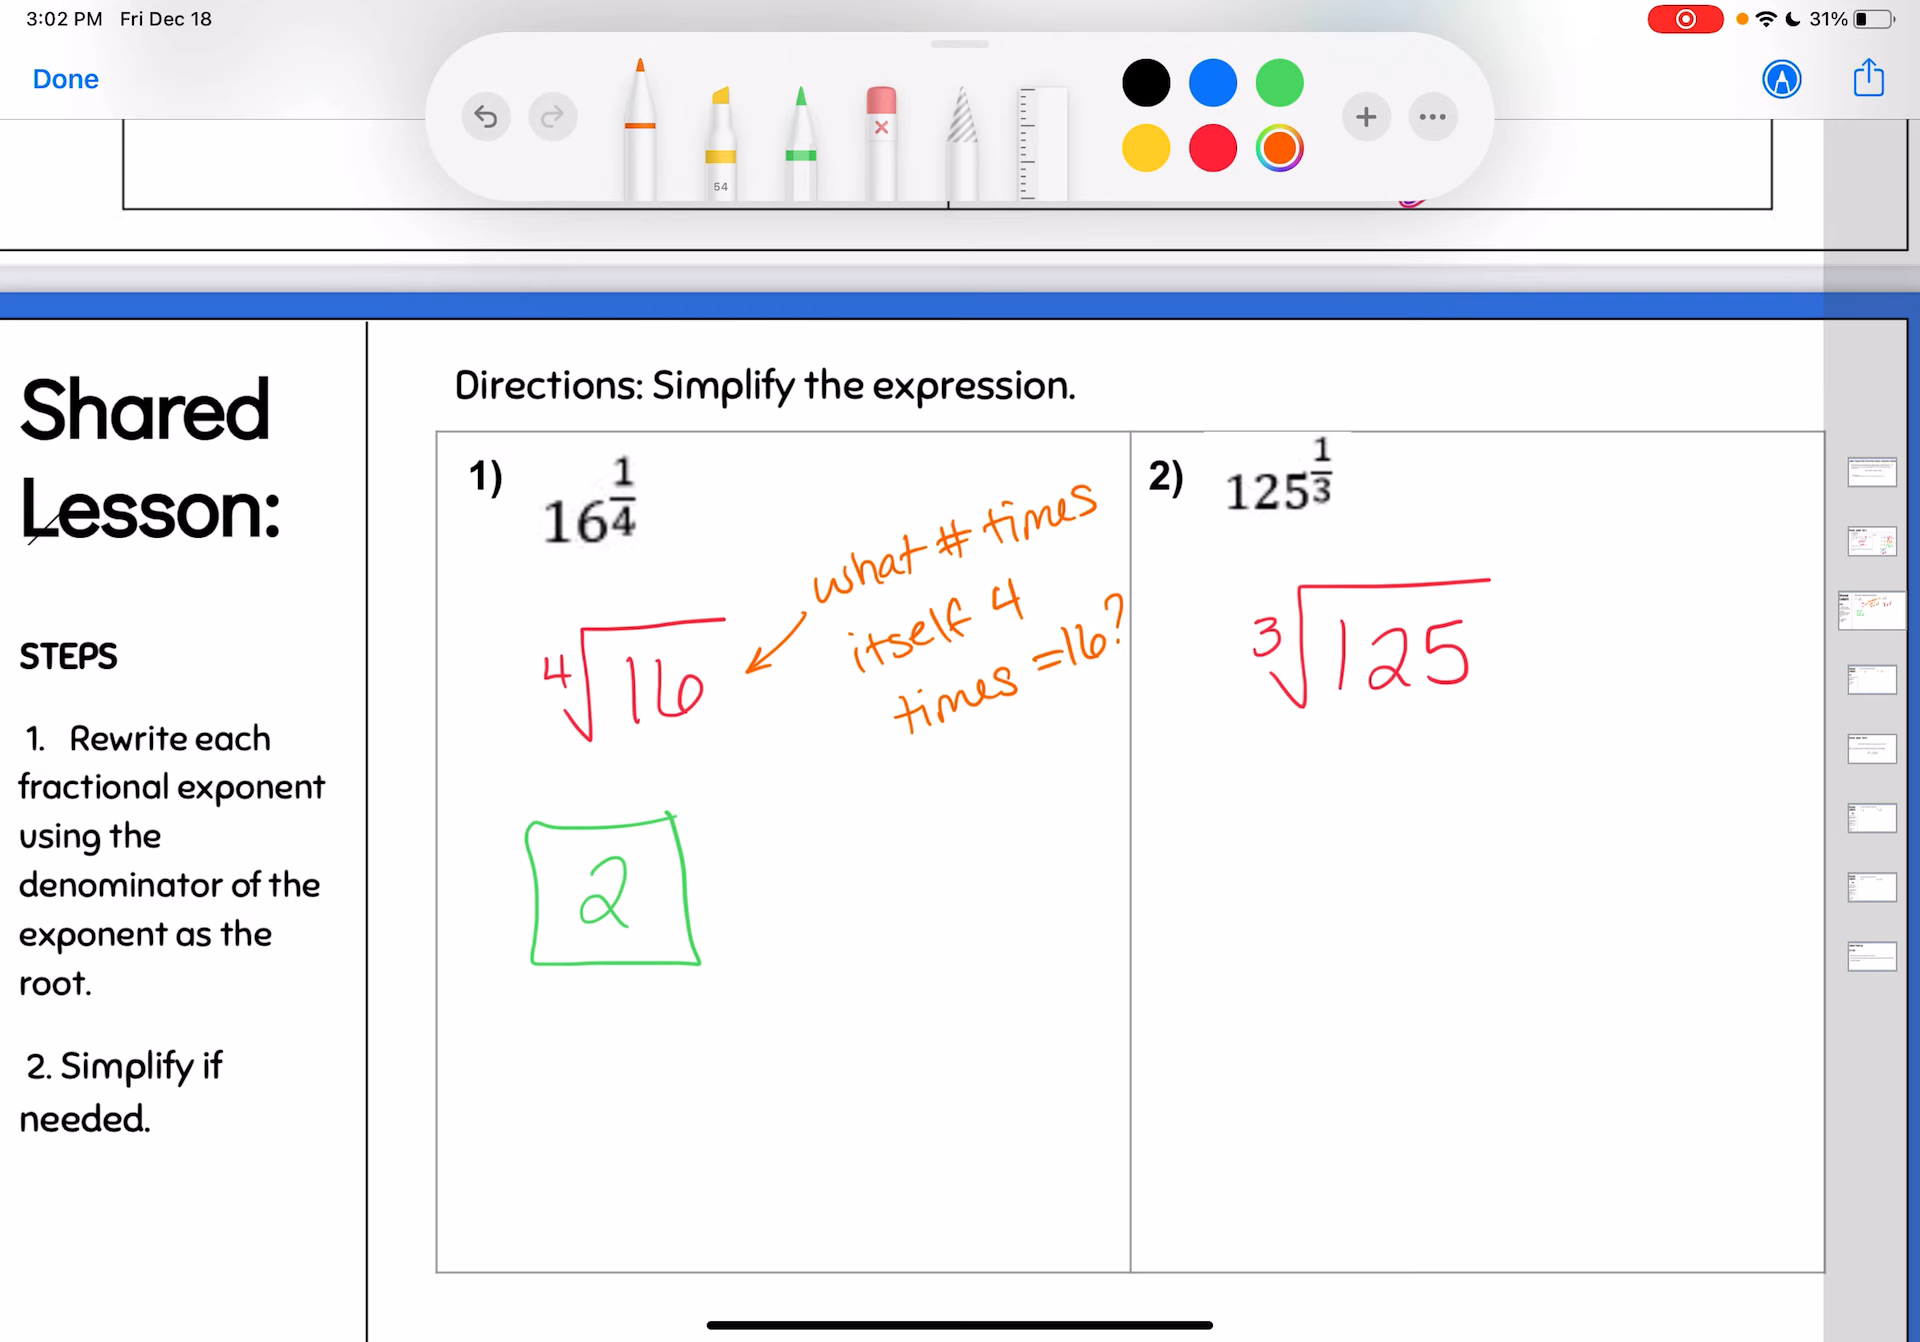 3:02 PM Fri Dec 18
31%
Done
54
Shared
Lesson:
STEPS
1. Rewrite each
fractional exponent
using the
denominator of the
exponent as the
root.
2. Simplify if
needed.
Directions: Simplify the expression.
1) 16^(1/4)
what # times
itself 4
times =16?
∜16
2
2) 125^(1/3)
∛125